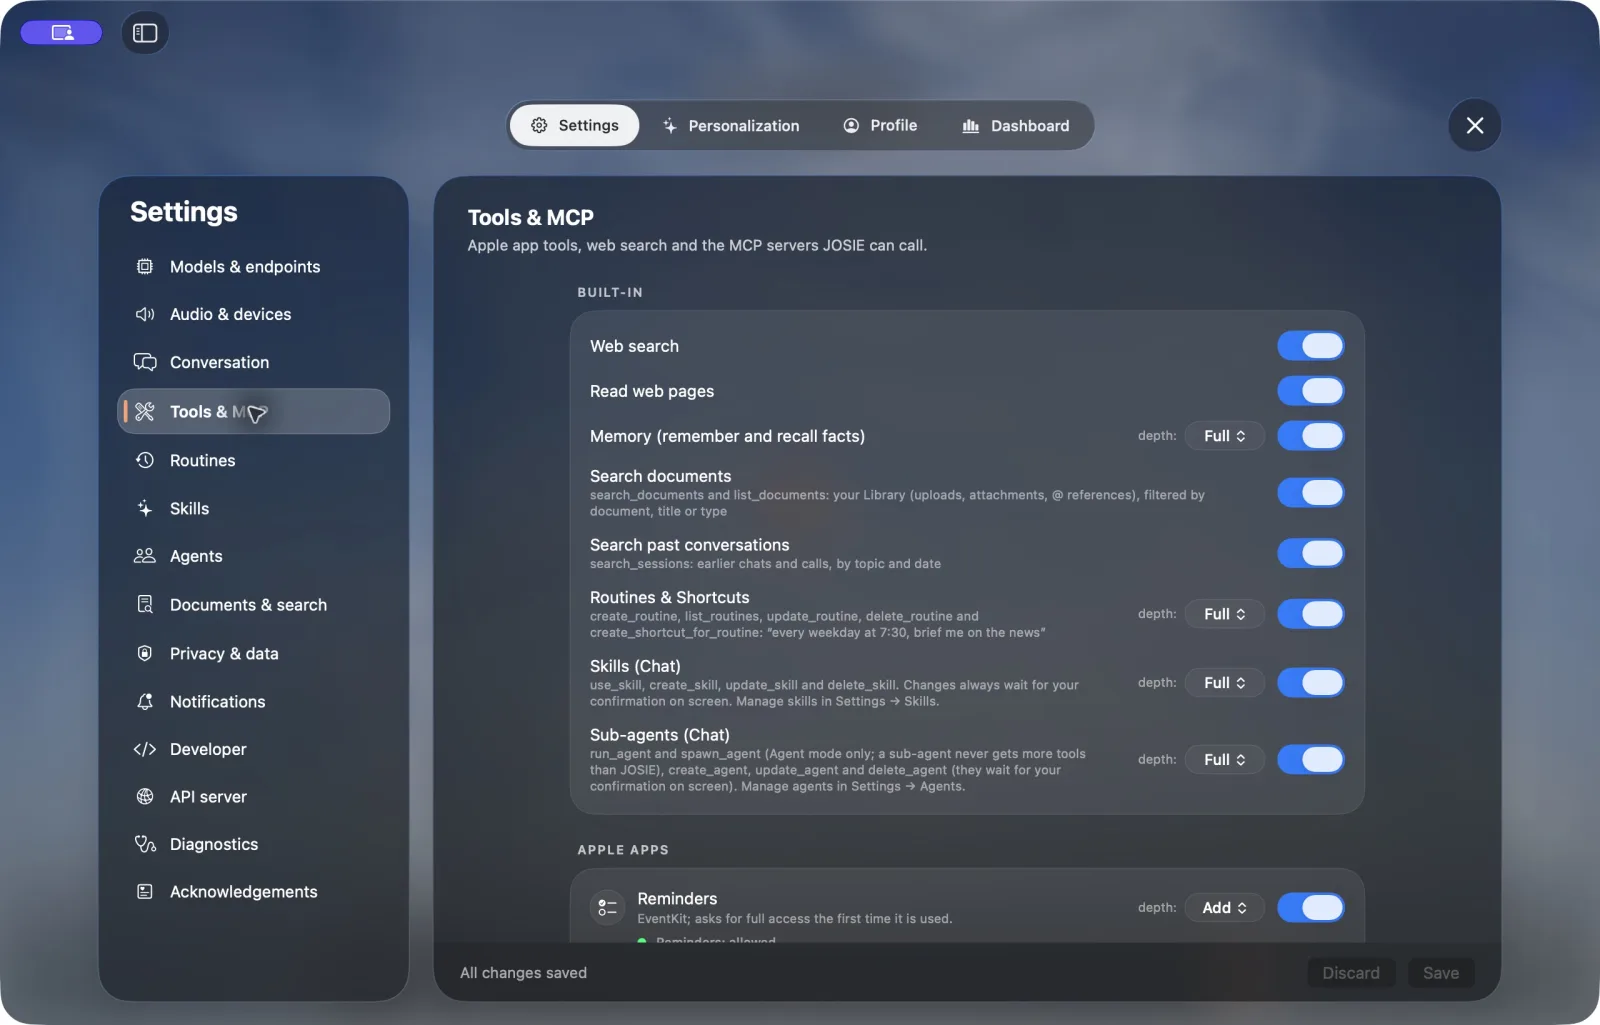 Settings
Personalization
Profile
Dashboard
Settings
Models & endpoints
Audio & devices
Conversation
Tools & MCP
Routines
Skills
Agents
Documents & search
Privacy & data
Notifications
Developer
API server
Diagnostics
Acknowledgements
Tools & MCP
Apple app tools, web search and the MCP servers JOSIE can call.
BUILT-IN
Web search
Read web pages
Memory (remember and recall facts)
depth: Full
Search documents
search_documents and list_documents: your Library (uploads, attachments, @ references), filtered by
document, title or type
Search past conversations
search_sessions: earlier chats and calls, by topic and date
Routines & Shortcuts
create_routine, list_routines, update_routine, delete_routine and
create_shortcut_for_routine: “every weekday at 7:30, brief me on the news”
depth: Full
Skills (Chat)
use_skill, create_skill, update_skill and delete_skill. Changes always wait for your
confirmation on screen. Manage skills in Settings → Skills.
depth: Full
Sub-agents (Chat)
run_agent and spawn_agent (Agent mode only; a sub-agent never gets more tools
than JOSIE), create_agent, update_agent and delete_agent (they wait for your
confirmation on screen). Manage agents in Settings → Agents.
depth: Full
APPLE APPS
Reminders
EventKit; asks for full access the first time it is used.
Reminders: allowed
depth: Add
All changes saved
Discard
Save